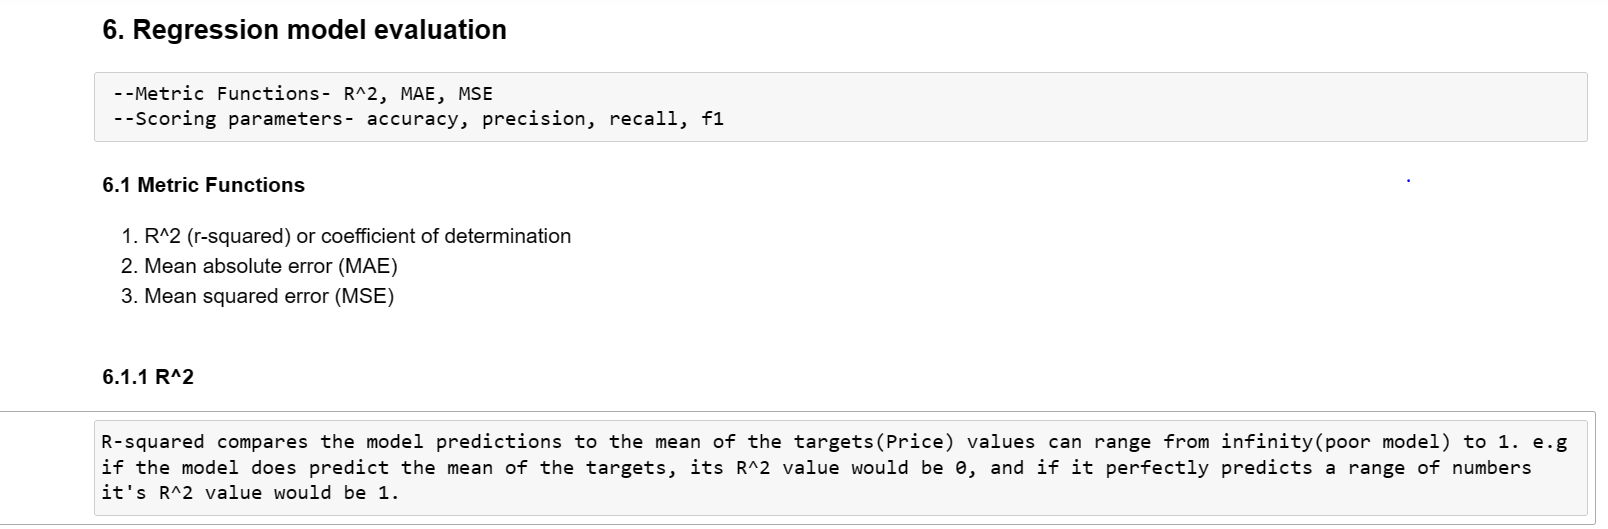 6. Regression model evaluation
--Metric Functions- R^2, MAE, MSE
--Scoring parameters- accuracy, precision, recall, f1
6.1 Metric Functions
1. R^2 (r-squared) or coefficient of determination
2. Mean absolute error (MAE)
3. Mean squared error (MSE)
6.1.1 R^2
R-squared compares the model predictions to the mean of the targets(Price) values can range from infinity(poor model) to 1. e.g
if the model does predict the mean of the targets, its R^2 value would be 0, and if it perfectly predicts a range of numbers
it's R^2 value would be 1.